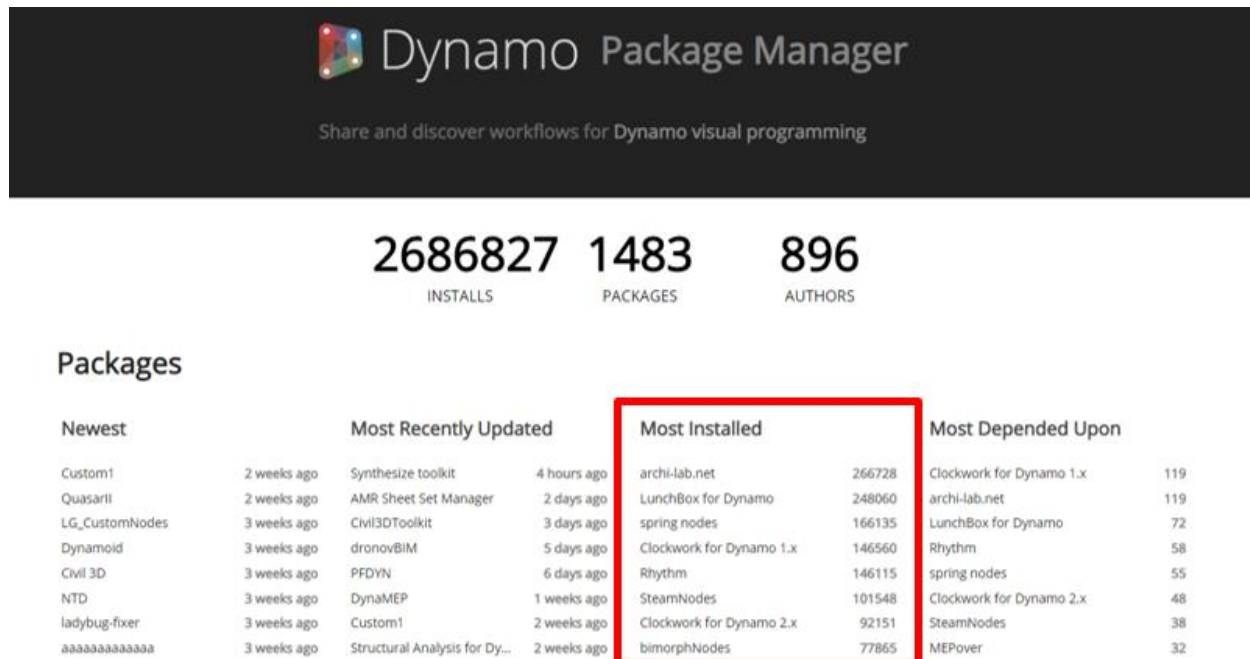 Dynamo Package Manager
Share and discover workflows for Dynamo visual programming
2686827 1483 896
INSTALLS PACKAGES AUTHORS
Packages
Newest Most Recently Updated Most Installed Most Depended Upon
Custom1 2 weeks ago Synthesize toolkit 4 hours ago archi-lab.net 266728 Clockwork for Dynamo 1.x 119
QuasarII 2 weeks ago AMR Sheet Set Manager 2 days ago LunchBox for Dynamo 248060 archi-lab.net 119
LG_CustomNodes 3 weeks ago Civil3DToolkit 3 days ago spring nodes 166135 LunchBox for Dynamo 72
Dynamoid 3 weeks ago dronovBIM 5 days ago Clockwork for Dynamo 1.x 146560 Rhythm 58
Civil 3D 3 weeks ago PFDYN 6 days ago Rhythm 146115 spring nodes 55
NTD 3 weeks ago DynaMEP 1 weeks ago SteamNodes 101548 Clockwork for Dynamo 2.x 48
ladybug-fixer 3 weeks ago Custom1 2 weeks ago Clockwork for Dynamo 2.x 92151 SteamNodes 38
aaaaaaaaaaaaa 3 weeks ago Structural Analysis for Dy... 2 weeks ago bimorphNodes 77865 MEPover 32